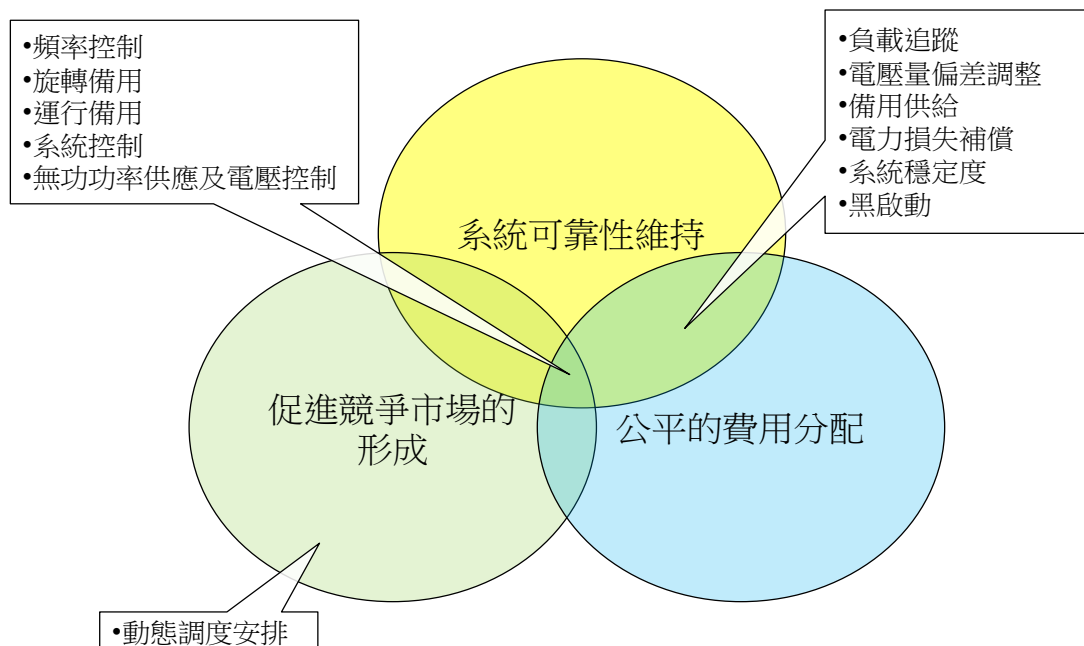 •頻率控制
•旋轉備用
•運行備用
•系統控制
•無功功率供應及電壓控制
•負載追蹤
•電壓量偏差調整
•備用供給
•電力損失補償
•系統穩定度
•黑啟動
系統可靠性維持
促進競爭市場的
形成
公平的費用分配
•動態調度安排